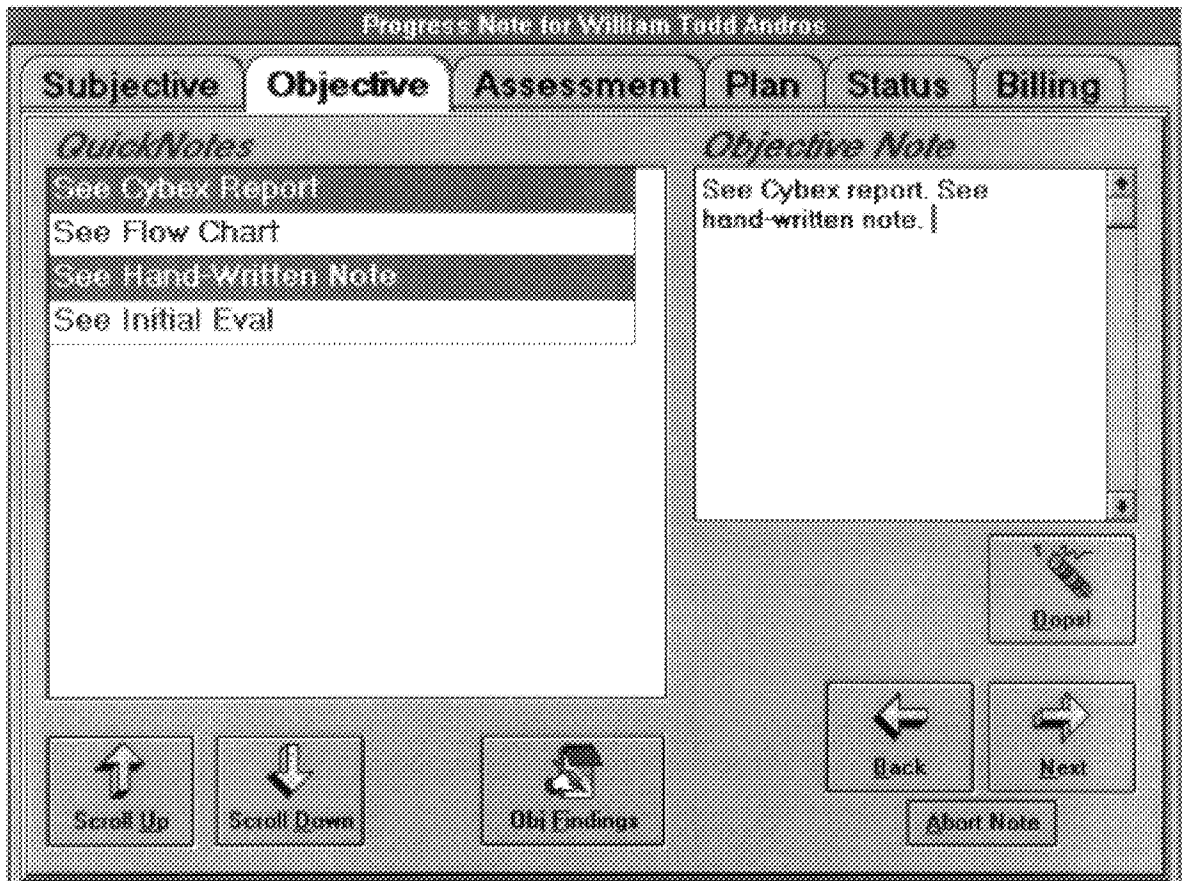 Progress Note for William Todd Andros
Subjective Objective Assessment Plan Status Billing
QuickNotes
See Cybex Report
See Flow Chart
See Hand-Written Note
See Initial Eval
Objective Note
See Cybex report. See
hand-written note.
Oops!
Back
Next
Scroll Up
Scroll Down
Obj Findings
Abort Note